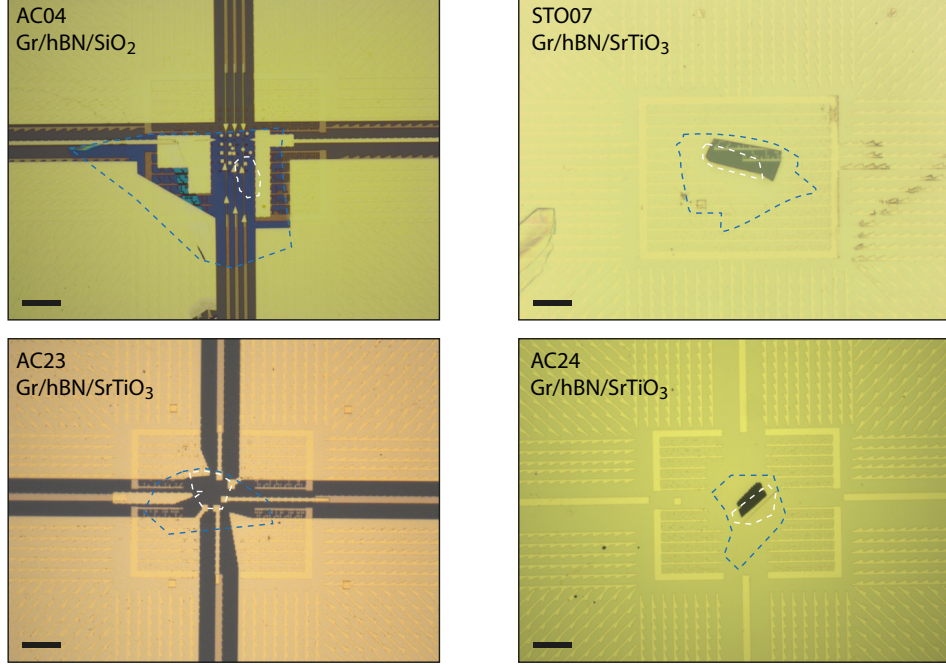 AC04
Gr/hBN/SiO₂
STO07
Gr/hBN/SrTiO₃
AC23
Gr/hBN/SrTiO₃
AC24
Gr/hBN/SrTiO₃